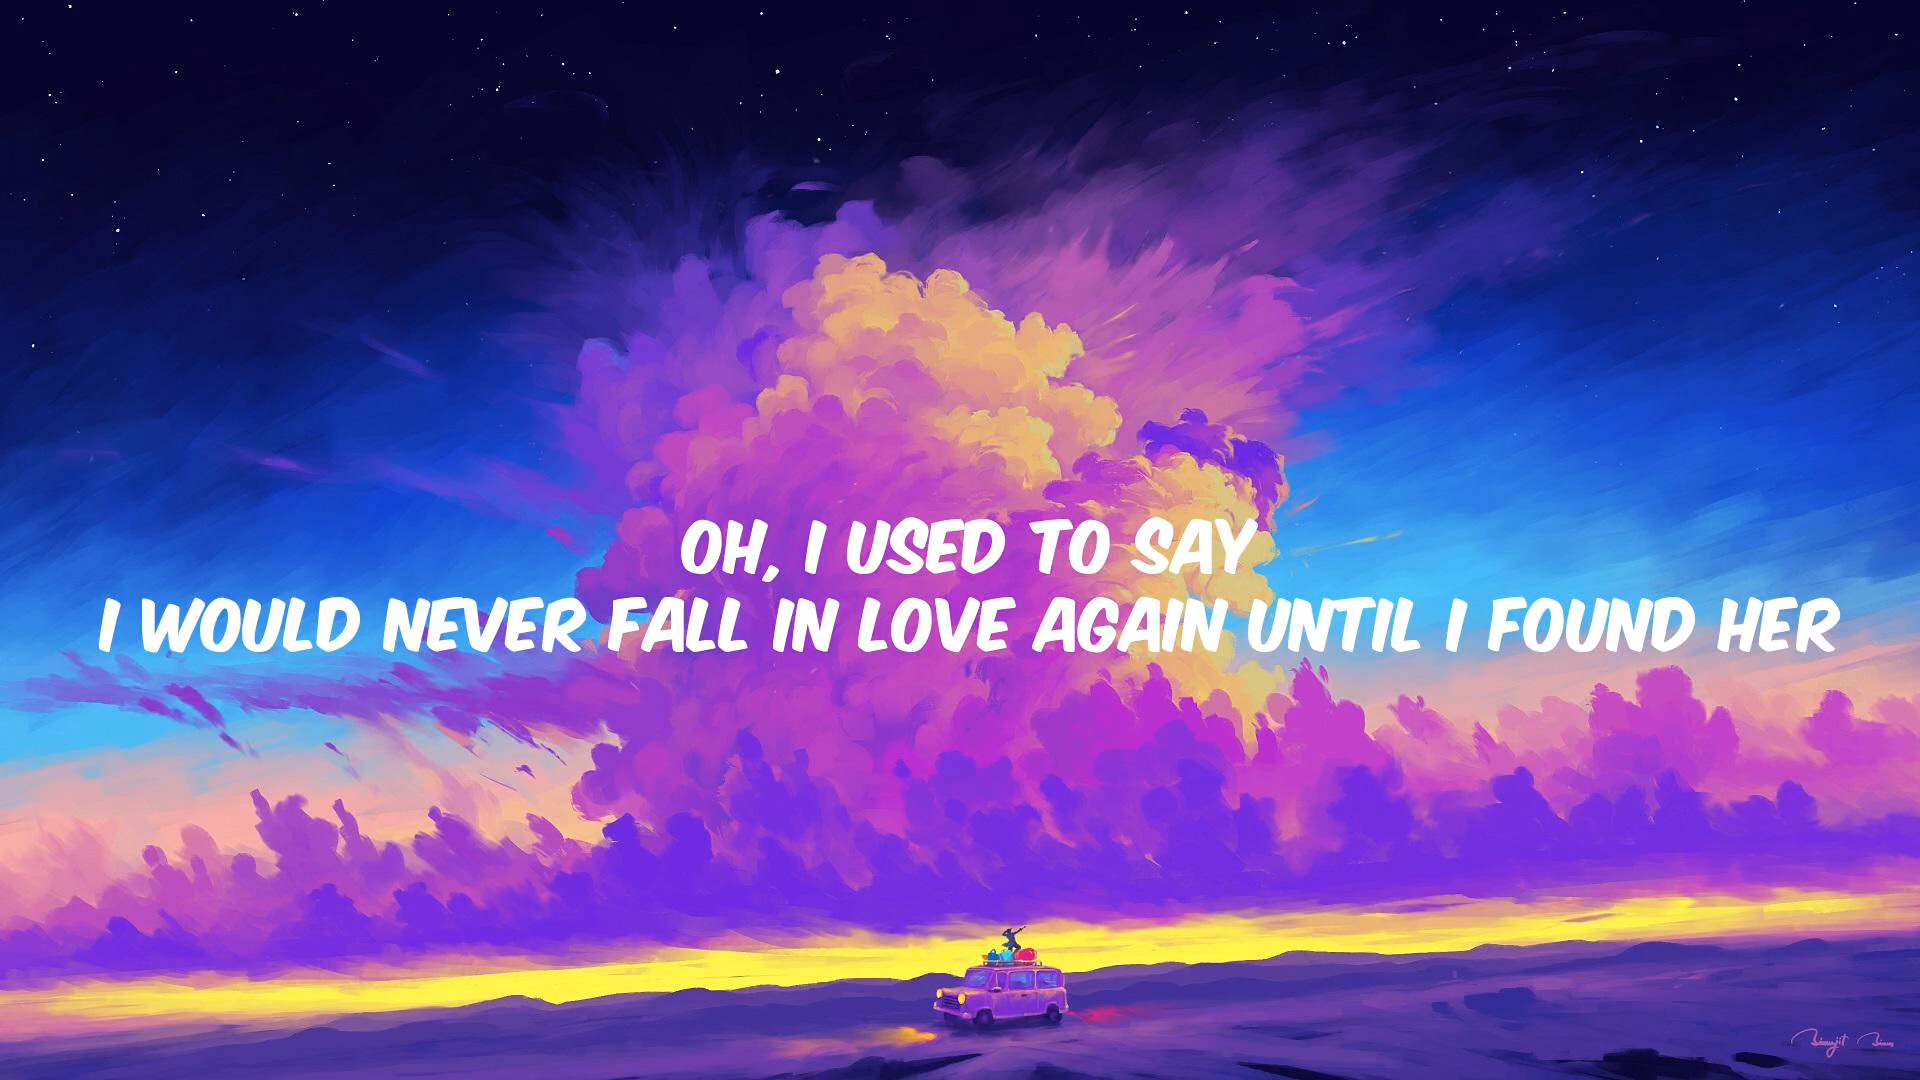 OH, I USED TO SAY
I WOULD NEVER FALL IN LOVE AGAIN UNTIL I FOUND HER